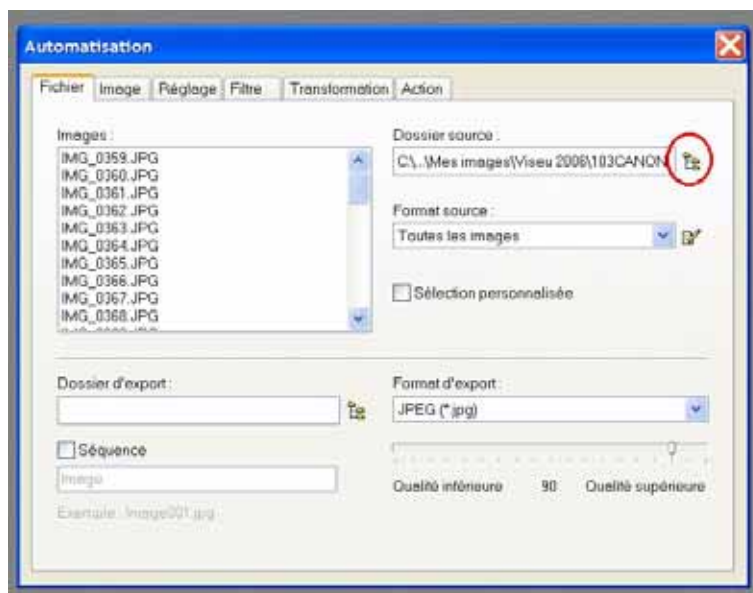 Automatisation
Fichier Image Réglage Filtre Transformation Action
Images :
IMG_0359.JPG
IMG_0360.JPG
IMG_0361.JPG
IMG_0362.JPG
IMG_0363.JPG
IMG_0364.JPG
IMG_0365.JPG
IMG_0366.JPG
IMG_0367.JPG
IMG_0368.JPG
Dossier source :
C:\..\Mes images\Viseu 2006\103CANON
Format source :
Toutes les images
Sélection personnalisée
Dossier d'export :
Séquence
Image
Exemple : Image001.jpg
Format d'export :
JPEG (*.jpg)
Qualité inférieure 90 Qualité supérieure